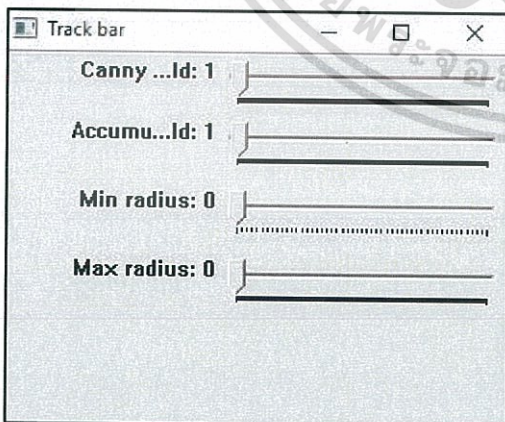 Track bar
Canny ...ld: 1
Accumu...ld: 1
Min radius: 0
Max radius: 0